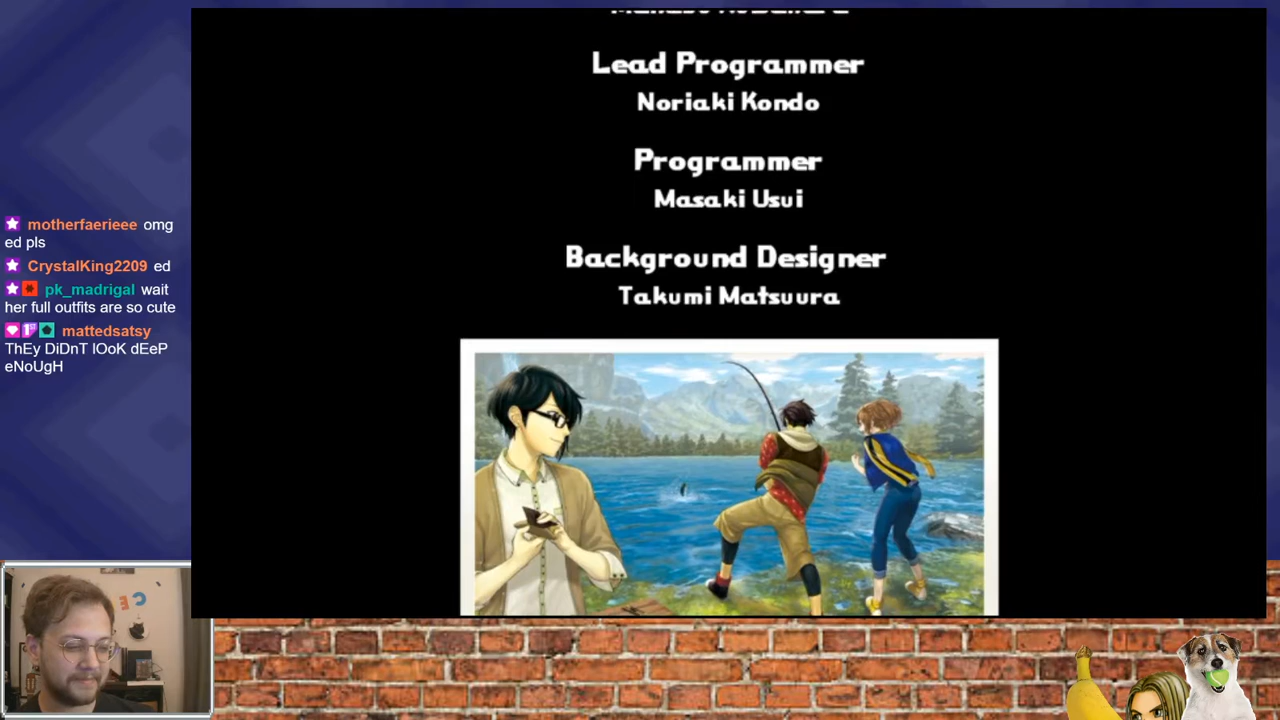 Lead Programmer
Noriaki Kondo
Programmer
Masaki Usui
Background Designer
Takumi Matsuura
motherfaerieee omg
ed pls
CrystalKing2209 ed
pk_madrigal wait
her full outfits are so cute
mattedsatsy
ThEy DiDnT lOoK dEeP
eNoUgH